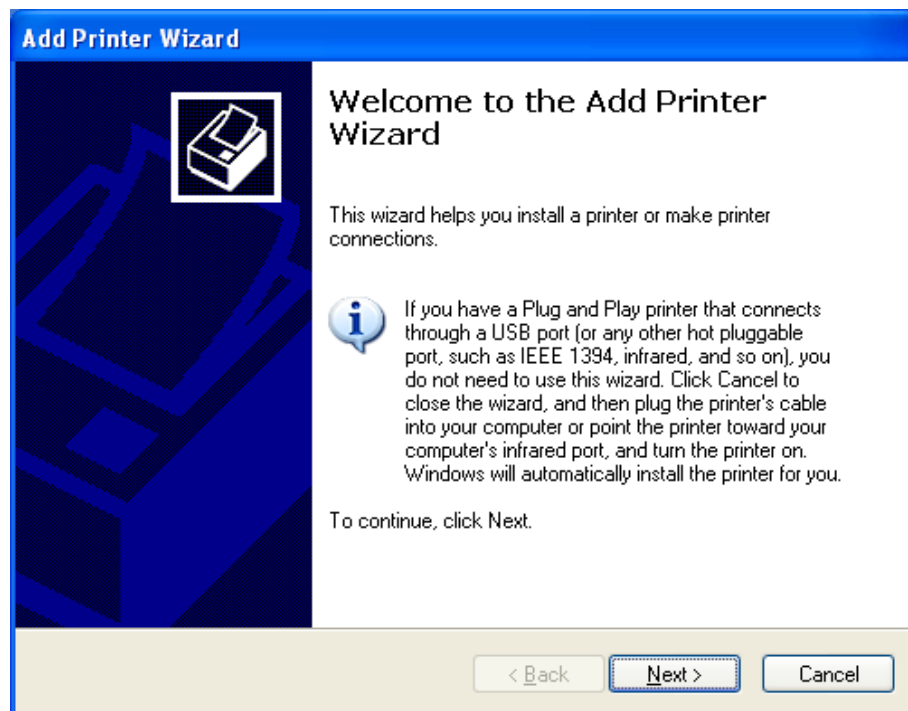 Add Printer Wizard
Welcome to the Add Printer
Wizard
This wizard helps you install a printer or make printer
connections.
If you have a Plug and Play printer that connects
through a USB port (or any other hot pluggable
port, such as IEEE 1394, infrared, and so on), you
do not need to use this wizard. Click Cancel to
close the wizard, and then plug the printer's cable
into your computer or point the printer toward your
computer's infrared port, and turn the printer on.
Windows will automatically install the printer for you.
To continue, click Next.
< Back
Next >
Cancel